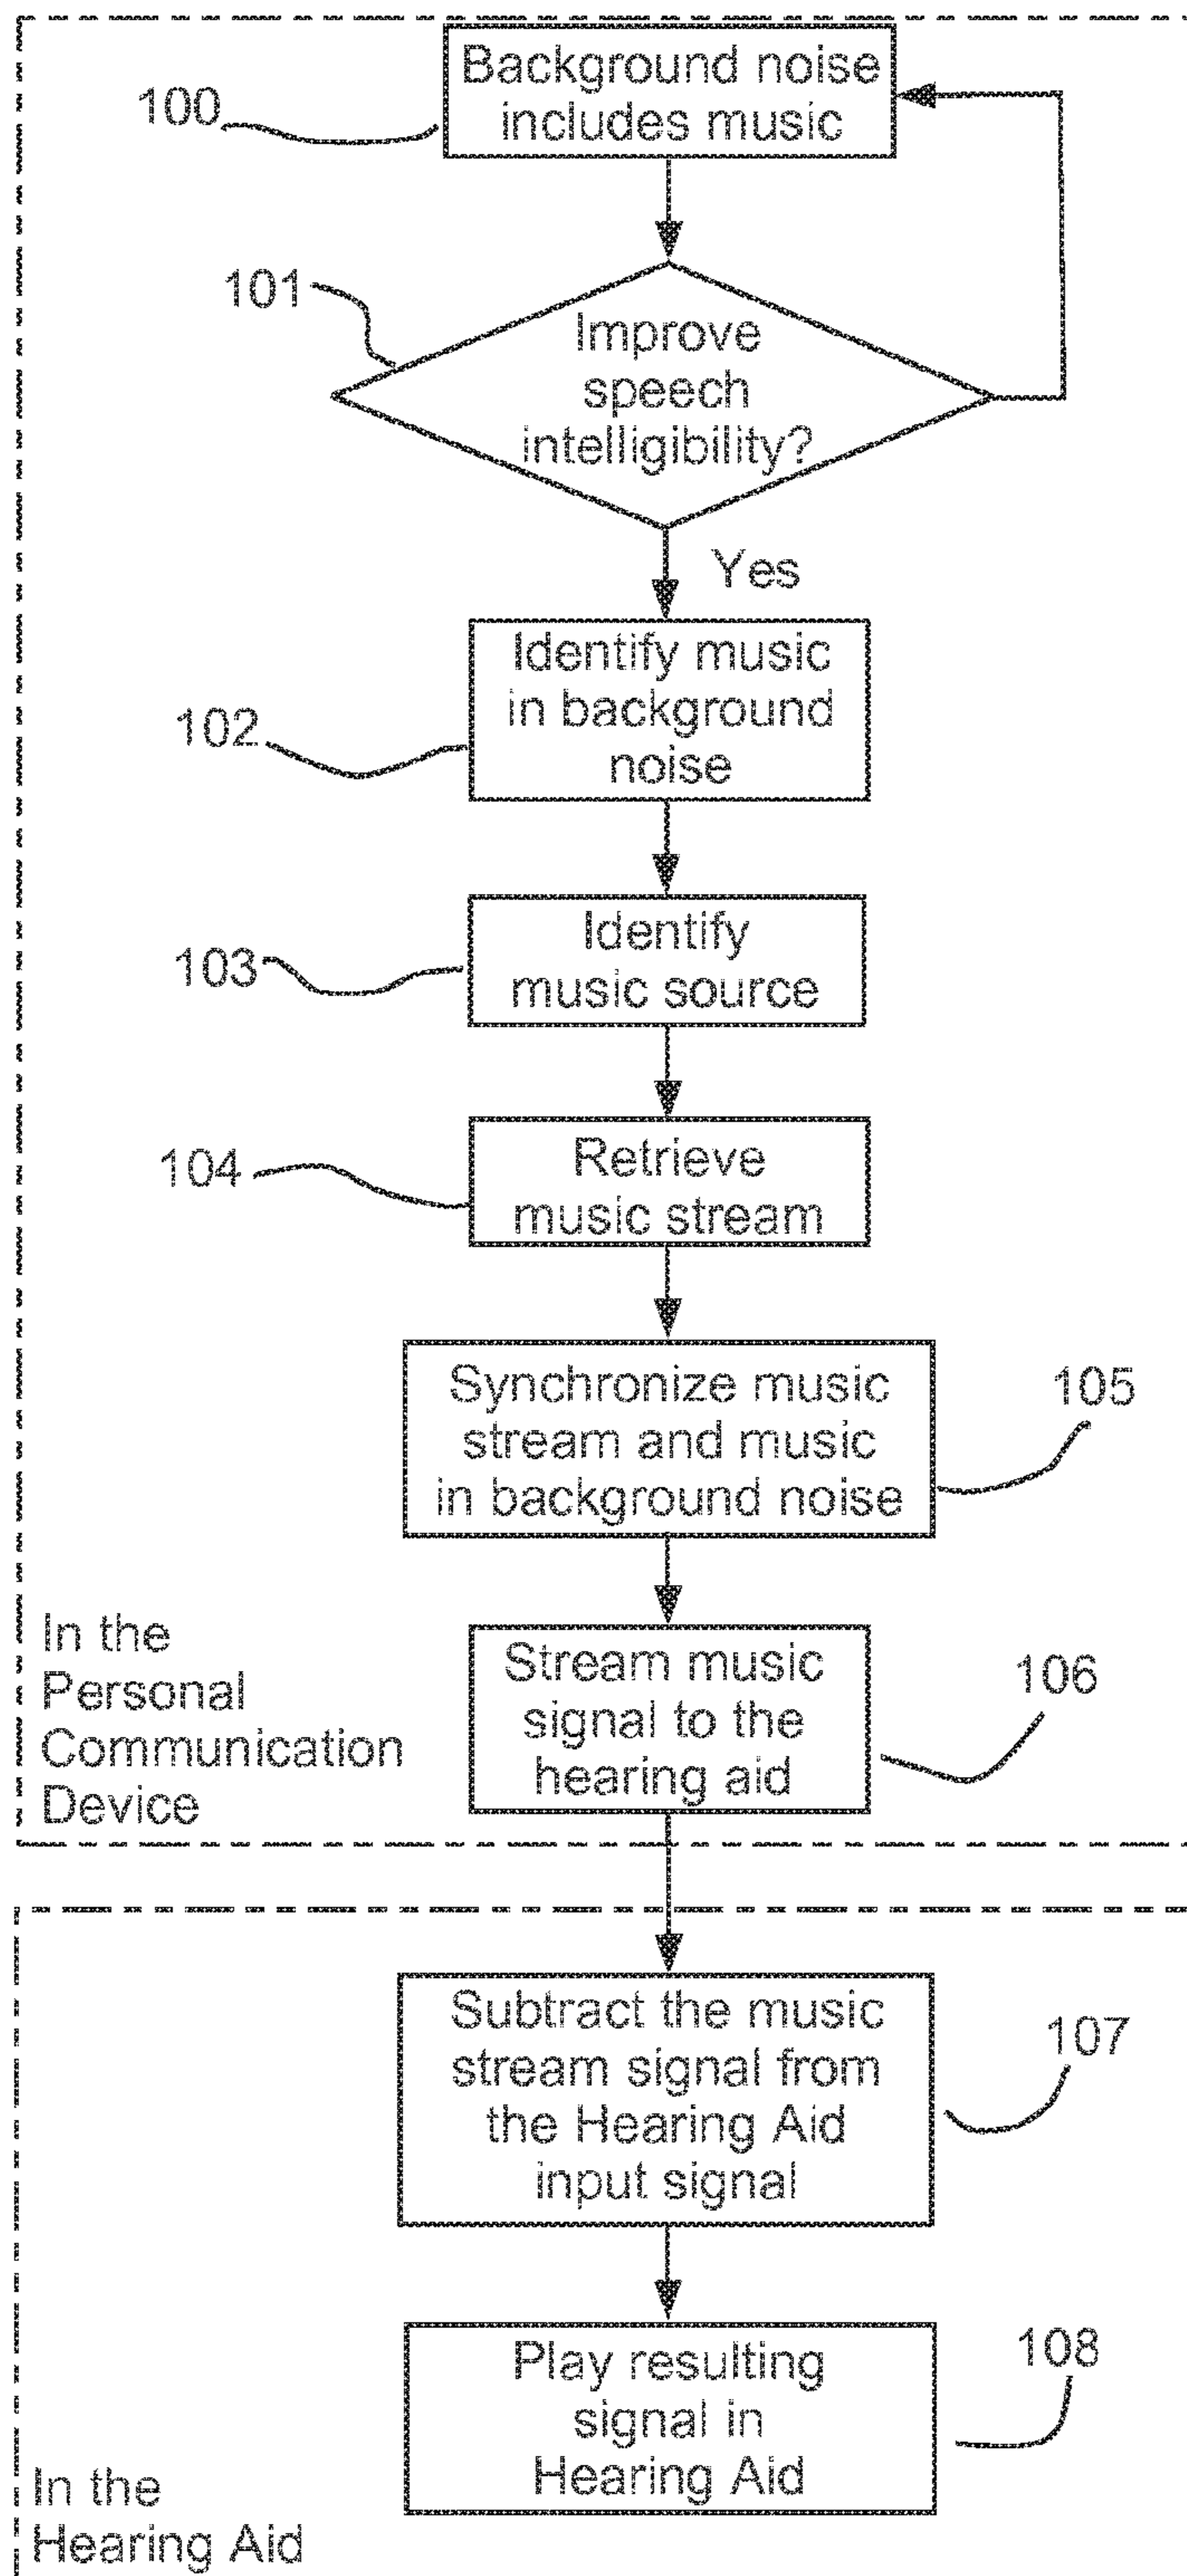 100
Background noise
includes music
101
Improve
speech
intelligibility?
Yes
102
Identify music
in background
noise
103
Identify
music source
104
Retrieve
music stream
Synchronize music
stream and music
in background noise
105
In the
Personal
Communication
Device
Stream music
signal to the
hearing aid
106
Subtract the music
stream signal from
the Hearing Aid
input signal
107
Play resulting
signal in
Hearing Aid
108
In the
Hearing Aid